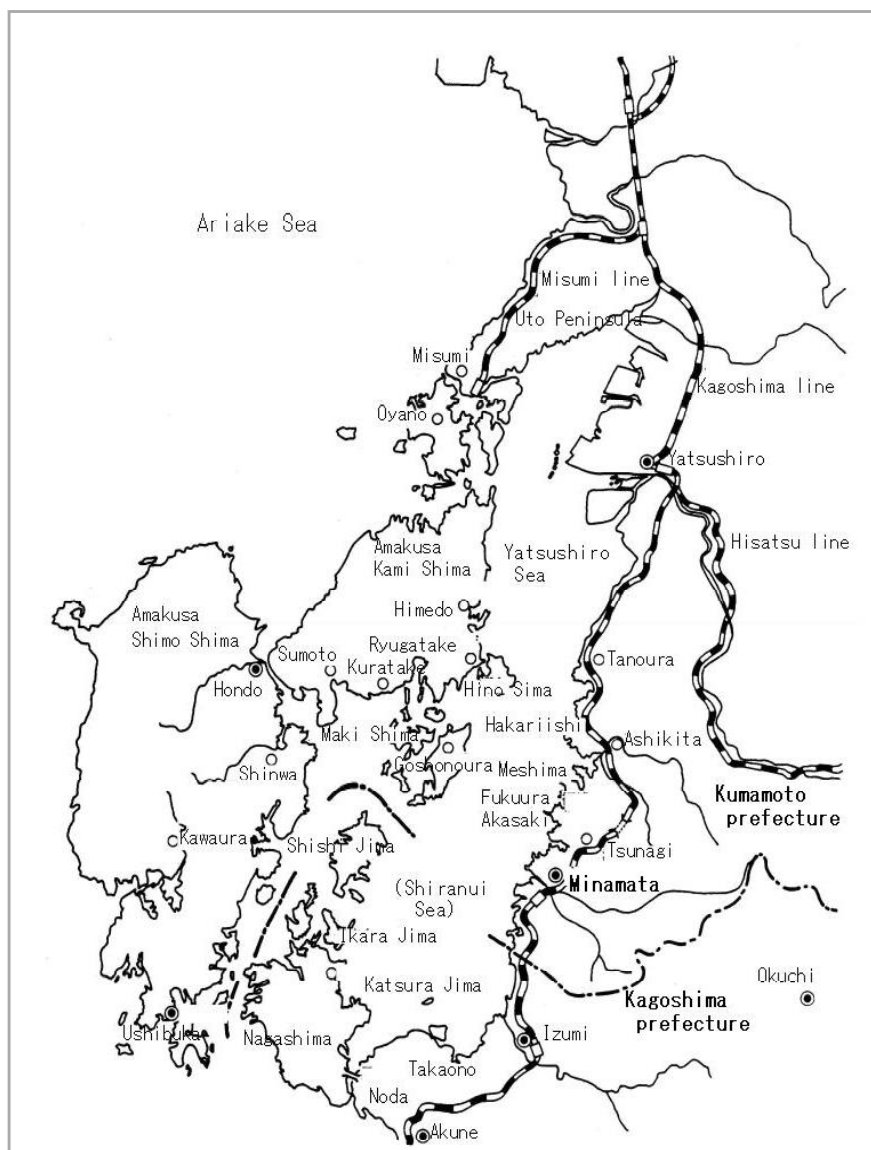 Ariake Sea
Misumi line
Uto Peninsula
Misumi
Kagoshima line
Oyano
Yatsushiro
Amakusa
Kami Shima
Yatsushiro
Sea
Hisatsu line
Himedo
Amakusa
Shimo Shima
Ryugatake
Sumoto
Kuratake
Tanoura
Hondo
Hino Sima
Maki Shima
Hakariishi
Ashikita
Goshonoura
Shinwa
Meshima
Fukuura
Akasaki
Kumamoto
prefecture
Kawaura
Shishi Jima
Tsunagi
Minamata
(Shiranui
Sea)
Ikara Jima
Katsura Jima
Okuchi
Kagoshima
prefecture
Ushibuka
Nagashima
Izumi
Takaono
Noda
Akune